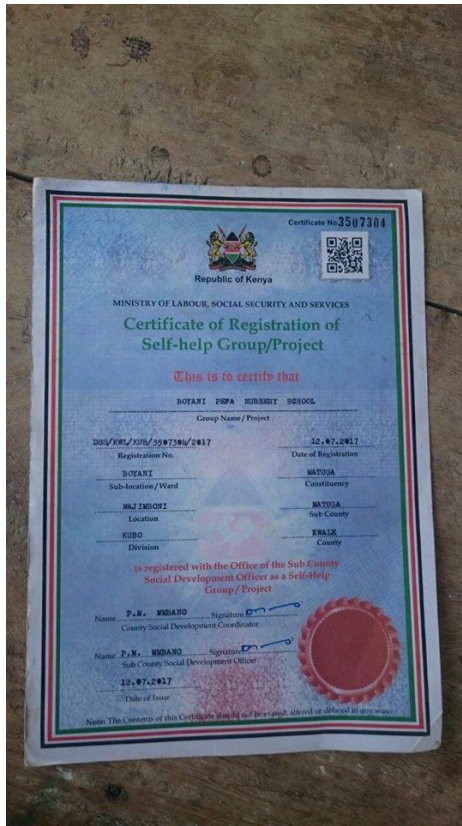 Certificate No 3507304
Republic of Kenya
MINISTRY OF LABOUR, SOCIAL SECURITY AND SERVICES
Certificate of Registration of
Self-help Group/Project
This is to certify that
BOYANI PEFA NURSERY SCHOOL
Group Name / Project
DSS/KWL/KUB/3507304/2017 12.07.2017
Registration No. Date of Registration
BOYANI MATUGA
Sub-location / Ward Constituency
MAJIMBONI MATUGA
Location Sub County
KUBO KWALE
Division County
is registered with the Office of the Sub County
Social Development Officer as a Self-Help
Group / Project
Name P.M. MMBANO Signature
County Social Development Coordinator
Name P.M. MMBANO Signature
Sub County Social Development Officer
12.07.2017
Date of Issue
Note: The Contents of this Certificate should not be erased, altered or defaced in any way.